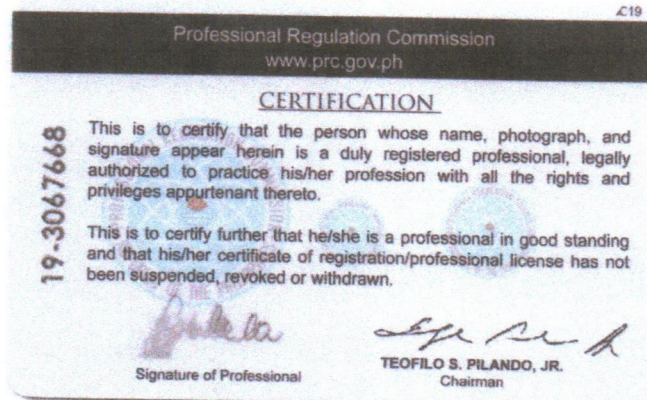 Professional Regulation Commission
www.prc.gov.ph
CERTIFICATION
19-3067668
This is to certify that the person whose name, photograph, and
signature appear herein is a duly registered professional, legally
authorized to practice his/her profession with all the rights and
privileges appurtenant thereto.
This is to certify further that he/she is a professional in good standing
and that his/her certificate of registration/professional license has not
been suspended, revoked or withdrawn.
Signature of Professional
TEOFILO S. PILANDO, JR.
Chairman